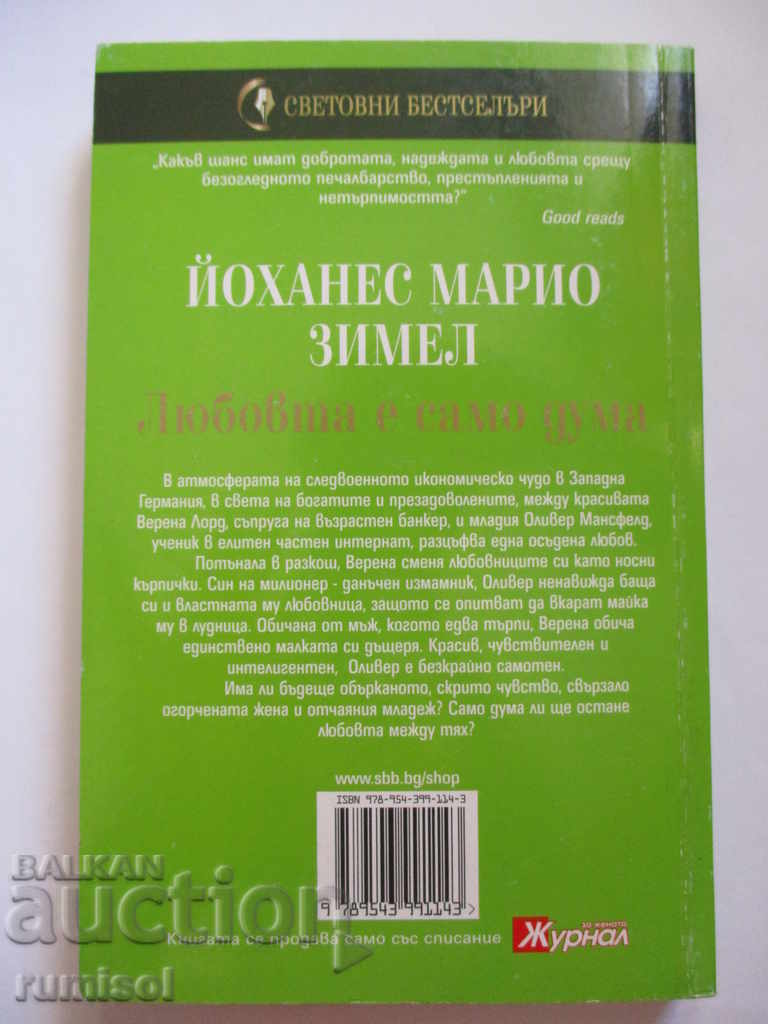 СВЕТОВНИ БЕСТСЕЛЪРИ
„Какъв шанс имат добротата, надеждата и любовта срещу
безогледното печалбарство, престъпленията и
нетърпимостта?"
Good reads
ЙОХАНЕС МАРИО
ЗИМЕЛ
Любовта е само дума
В атмосферата на следвоенното икономическо чудо в Западна
Германия, в света на богатите и презадоволените, между красивата
Верена Лорд, съпруга на възрастен банкер, и младия Оливер Мансфелд,
ученик в елитен частен интернат, разцъфва една осъдена любов.
Потънала в разкош, Верена сменя любовниците си като носни
кърпички. Син на милионер - данъчен измамник, Оливер ненавижда баща
си и властната му любовница, защото се опитват да вкарат майка
му в лудница. Обичана от мъж, когото едва търпи, Верена обича
единствено малката си дъщеря. Красив, чувствителен и
интелигентен, Оливер е безкрайно самотен.
Има ли бъдеще обърканото, скрито чувство, свързало
огорчената жена и отчаяния младеж? Само дума ли ще остане
любовта между тях?
www.sbb.bg/shop
ISBN 978-954-399-114-3
9 789543 991143 >
Книгата се продава само със списание
за жената
Журнал
BALKAN
auction
rumisol